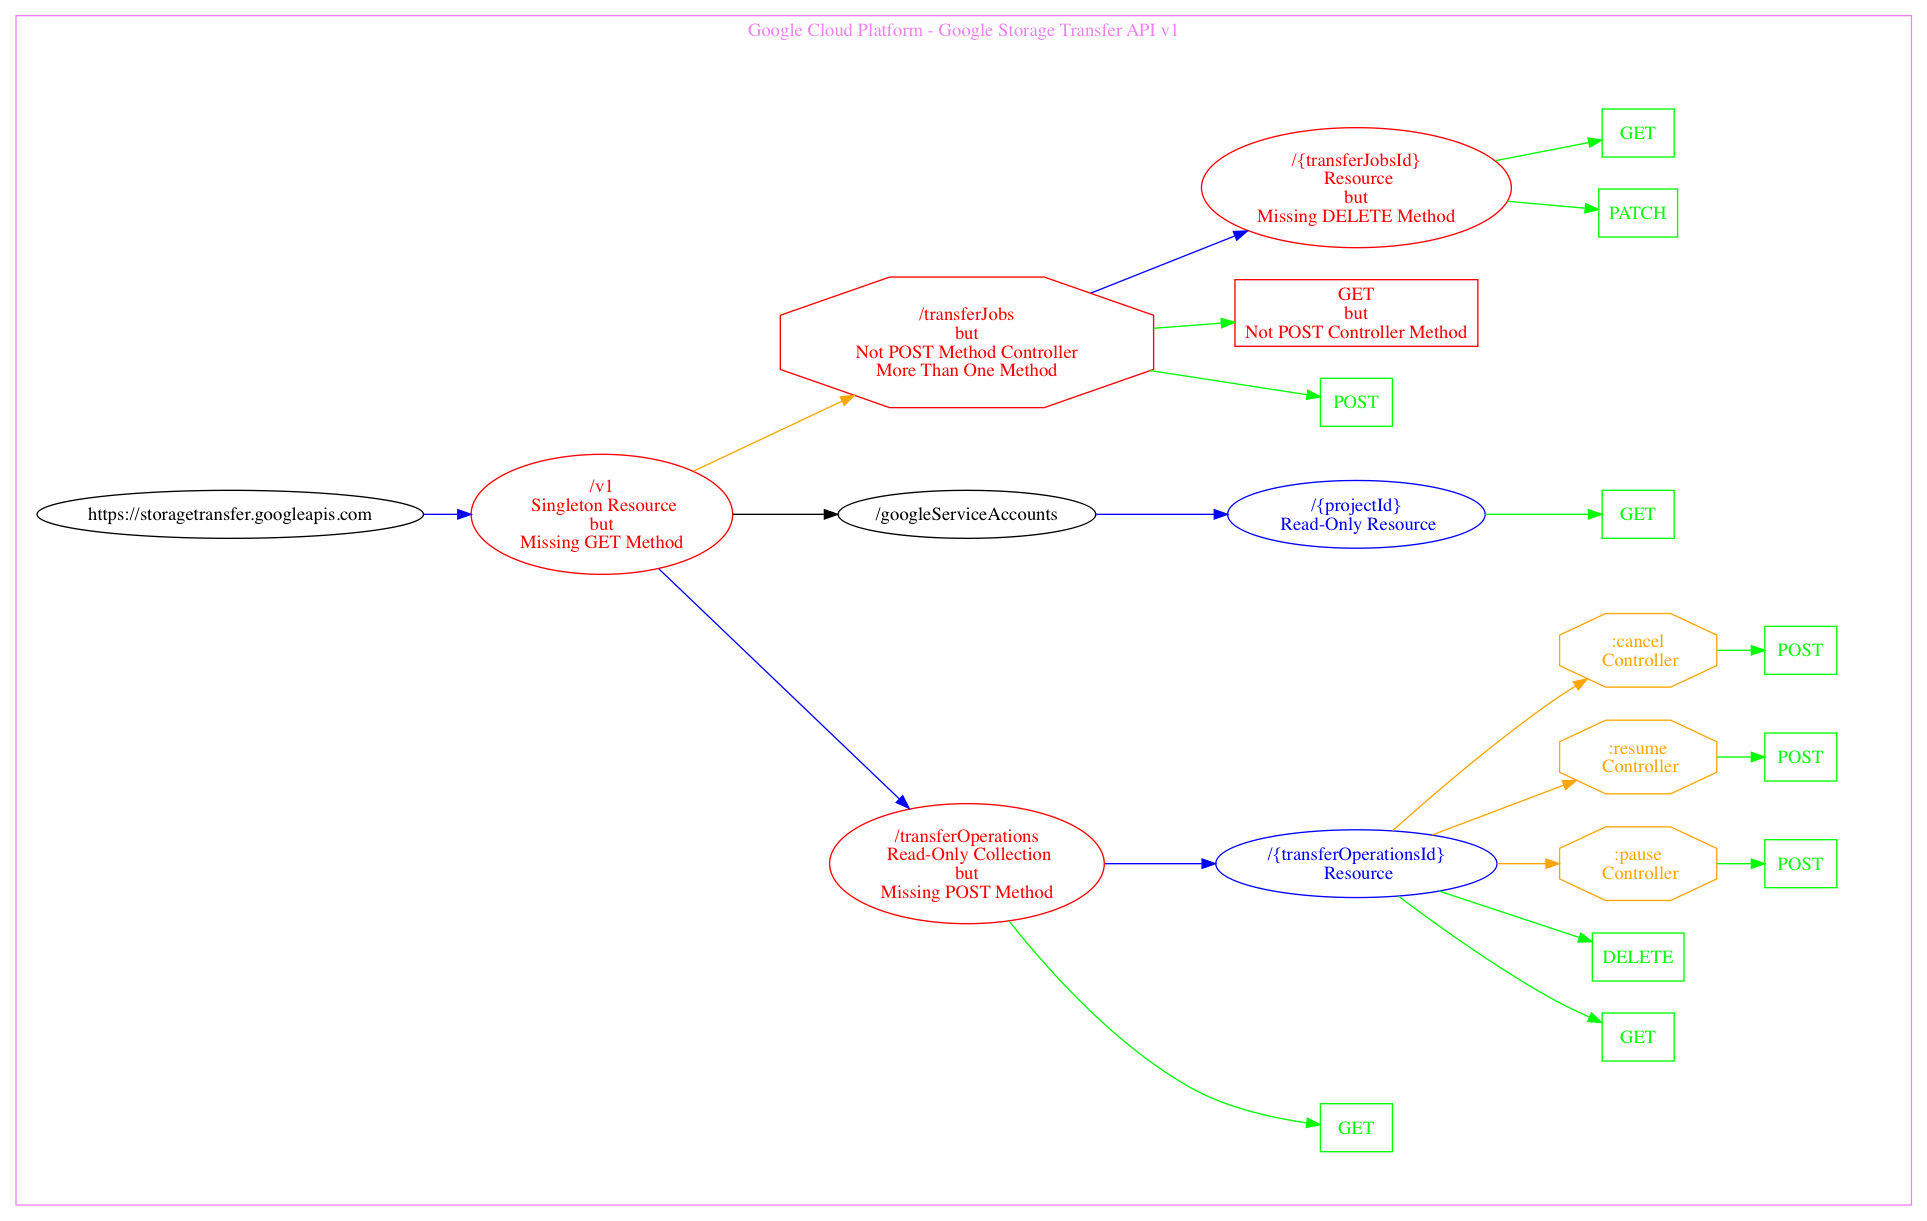 Google Cloud Platform - Google Storage Transfer API v1
https://storagetransfer.googleapis.com
/v1
Singleton Resource
but
Missing GET Method
/transferJobs
but
Not POST Method Controller
More Than One Method
/{transferJobsId}
Resource
but
Missing DELETE Method
GET
PATCH
GET
but
Not POST Controller Method
POST
/googleServiceAccounts
/{projectId}
Read-Only Resource
GET
/transferOperations
Read-Only Collection
but
Missing POST Method
/{transferOperationsId}
Resource
:cancel
Controller
POST
:resume
Controller
POST
:pause
Controller
POST
DELETE
GET
GET